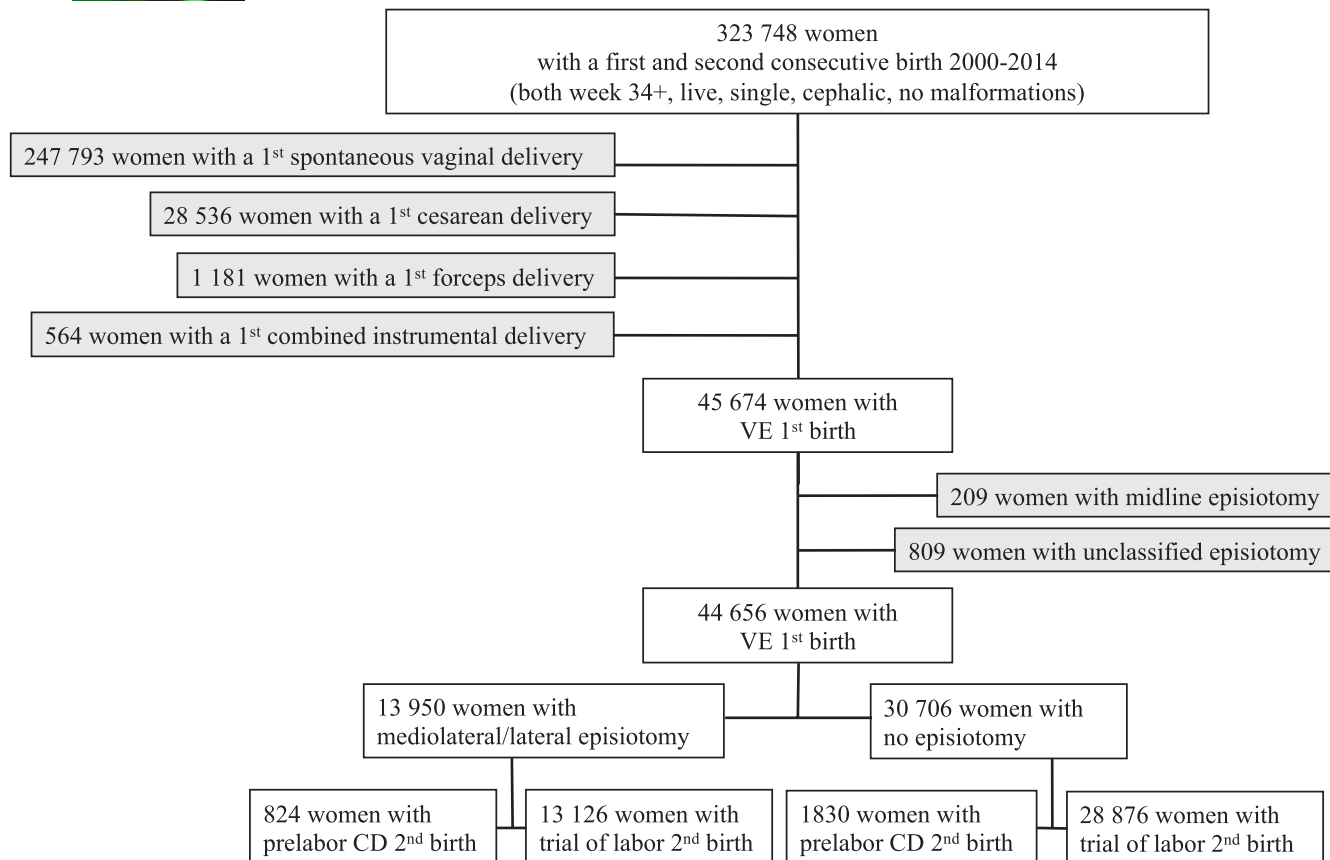 323 748 women
with a first and second consecutive birth 2000-2014
(both week 34+, live, single, cephalic, no malformations)
247 793 women with a 1st spontaneous vaginal delivery
28 536 women with a 1st cesarean delivery
1 181 women with a 1st forceps delivery
564 women with a 1st combined instrumental delivery
45 674 women with
VE 1st birth
209 women with midline episiotomy
809 women with unclassified episiotomy
44 656 women with
VE 1st birth
13 950 women with
mediolateral/lateral episiotomy
30 706 women with
no episiotomy
824 women with
prelabor CD 2nd birth
13 126 women with
trial of labor 2nd birth
1830 women with
prelabor CD 2nd birth
28 876 women with
trial of labor 2nd birth